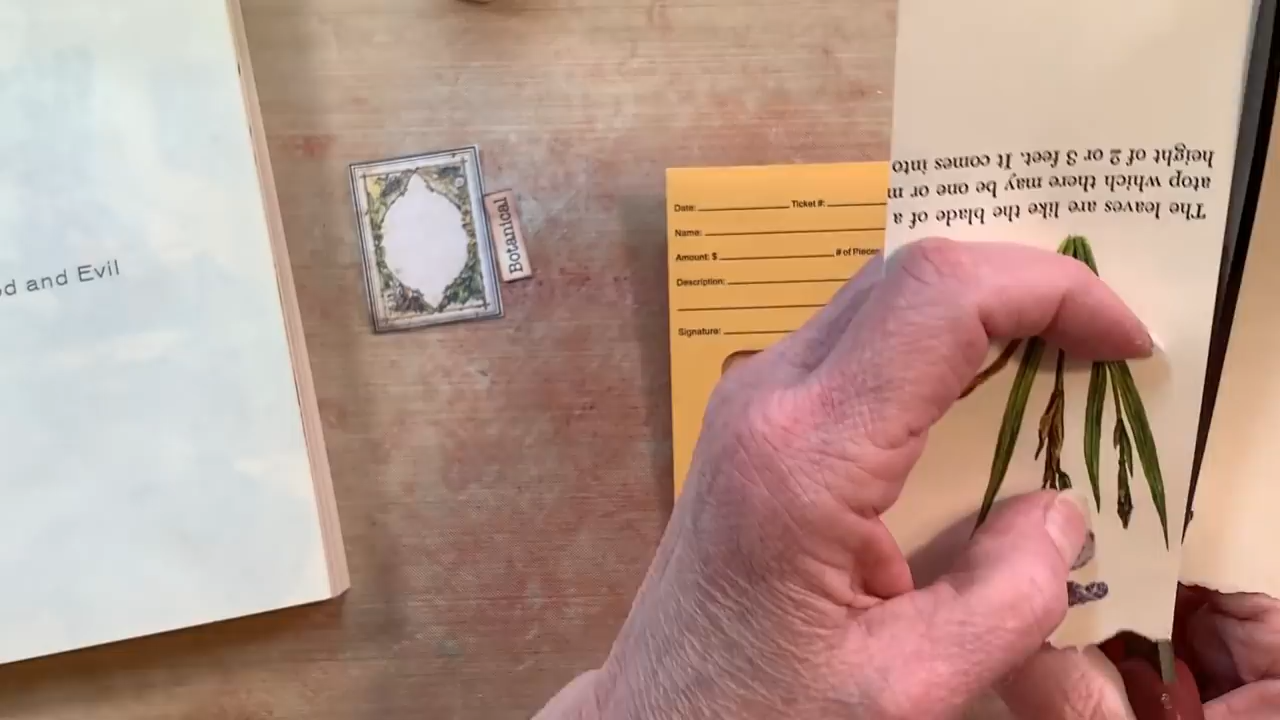 od and Evil
Botanical
Date: Ticket #:
Name:
Amount: $ # of Pieces
Description:
Signature:
The leaves are like the blade of a
atop which there may be one or m
height of 2 or 3 feet. It comes into